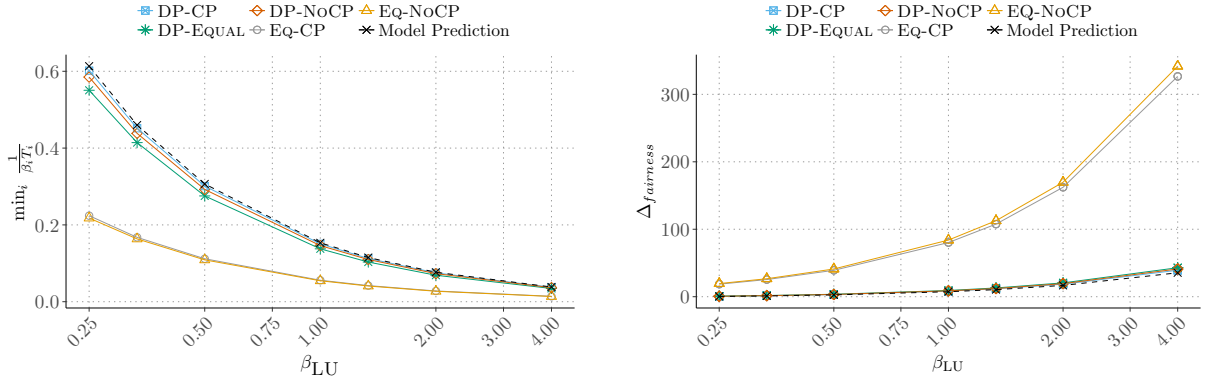 DP-CP DP-NoCP Eq-NoCP
DP-Equal Eq-CP Model Prediction
min_i 1/(β_i T_i)
0.6
0.4
0.2
0.0
0.25 0.50 0.75 1.00 2.00 3.00 4.00
β_LU
DP-CP DP-NoCP EQ-NoCP
DP-Equal Eq-CP Model Prediction
Δ_fairness
300
200
100
0
0.25 0.50 0.75 1.00 2.00 3.00 4.00
β_LU